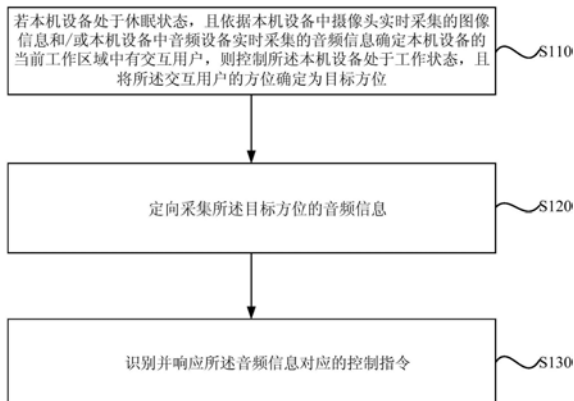 若本机设备处于休眠状态，且依据本机设备中摄像头实时采集的图像
信息和/或本机设备中音频设备实时采集的音频信息确定本机设备的
当前工作区域中有交互用户，则控制所述本机设备处于工作状态，且
将所述交互用户的方位确定为目标方位
S110
定向采集所述目标方位的音频信息
S120
识别并响应所述音频信息对应的控制指令
S130